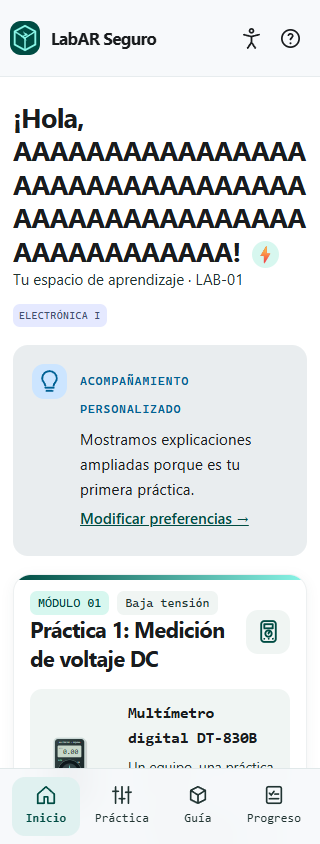 LabAR Seguro
¡Hola,
AAAAAAAAAAAAAAAA
AAAAAAAAAAAAAAAA
AAAAAAAAAAAAAAAA
AAAAAAAAAAAA!
Tu espacio de aprendizaje · LAB-01
ELECTRÓNICA I
ACOMPAÑAMIENTO
PERSONALIZADO
Mostramos explicaciones
ampliadas porque es tu
primera práctica.
Modificar preferencias →
MÓDULO 01 Baja tensión
Práctica 1: Medición
de voltaje DC
Multímetro
digital DT-830B
0.00
Un equipo, una práctica
Inicio Práctica Guía Progreso